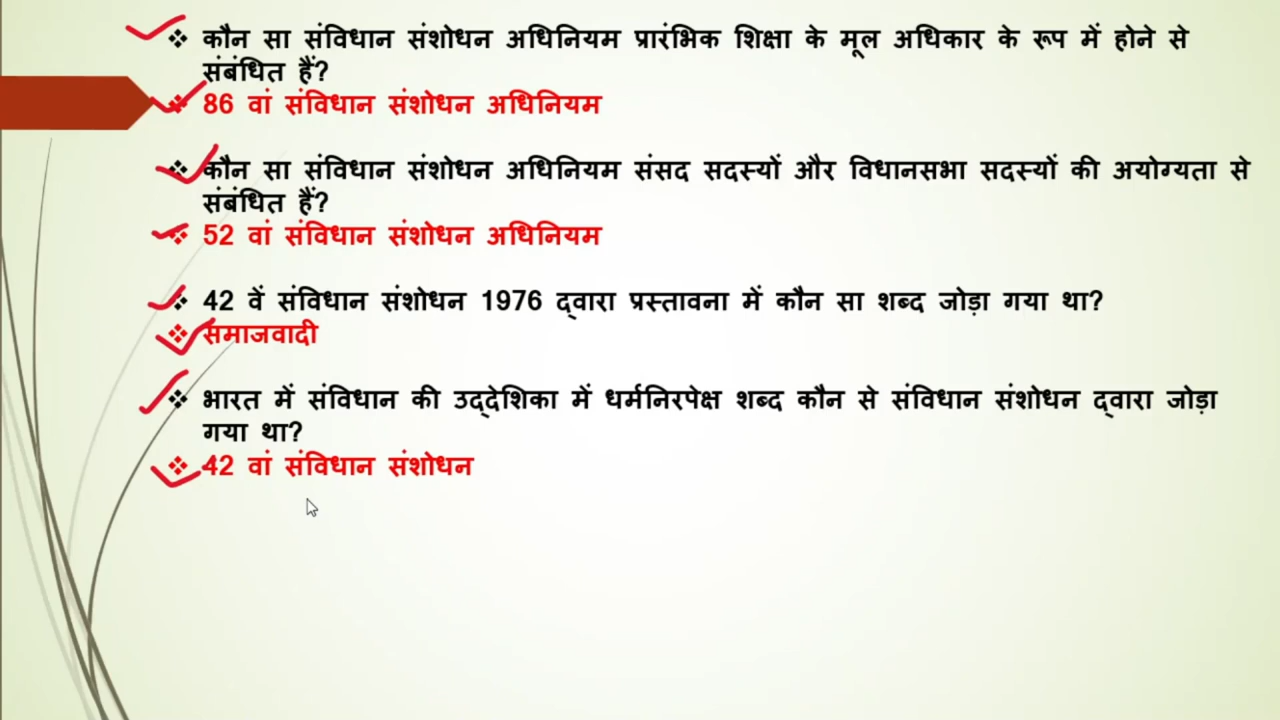 ❖ कौन सा संविधान संशोधन अधिनियम प्रारंभिक शिक्षा के मूल अधिकार के रूप में होने से
संबंधित हैं?
❖ 86 वां संविधान संशोधन अधिनियम
❖ कौन सा संविधान संशोधन अधिनियम संसद सदस्यों और विधानसभा सदस्यों की अयोग्यता से
संबंधित हैं?
❖ 52 वां संविधान संशोधन अधिनियम
❖ 42 वें संविधान संशोधन 1976 द्वारा प्रस्तावना में कौन सा शब्द जोड़ा गया था?
❖ समाजवादी
❖ भारत में संविधान की उद्देशिका में धर्मनिरपेक्ष शब्द कौन से संविधान संशोधन द्वारा जोड़ा
गया था?
❖ 42 वां संविधान संशोधन